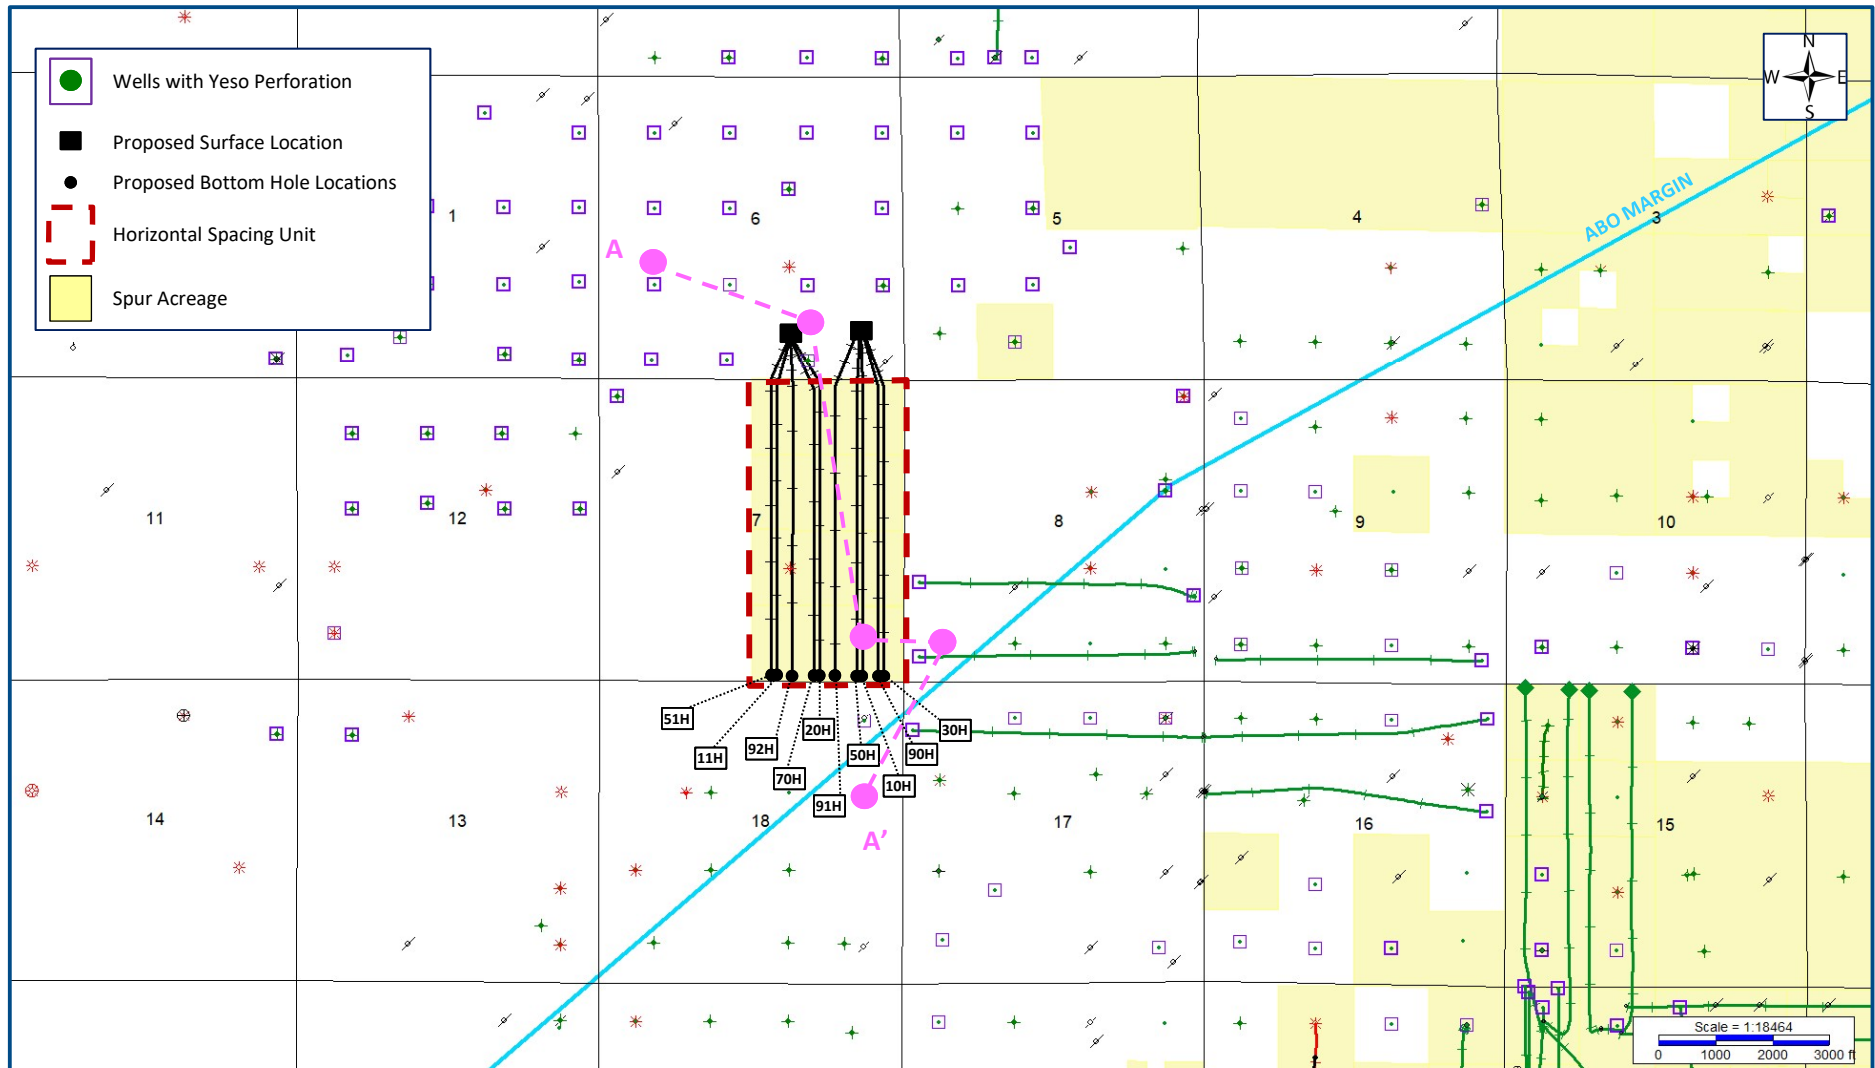 Wells with Yeso Perforation
Proposed Surface Location
Proposed Bottom Hole Locations
Horizontal Spacing Unit
Spur Acreage
N
W E
S
ABO MARGIN
1
6
5
4
3
A
11
12
7
8
9
10
51H
11H
92H
70H
20H
91H
50H
10H
90H
30H
A’
14
13
18
17
16
15
Scale = 1:18464
0 1000 2000 3000 ft